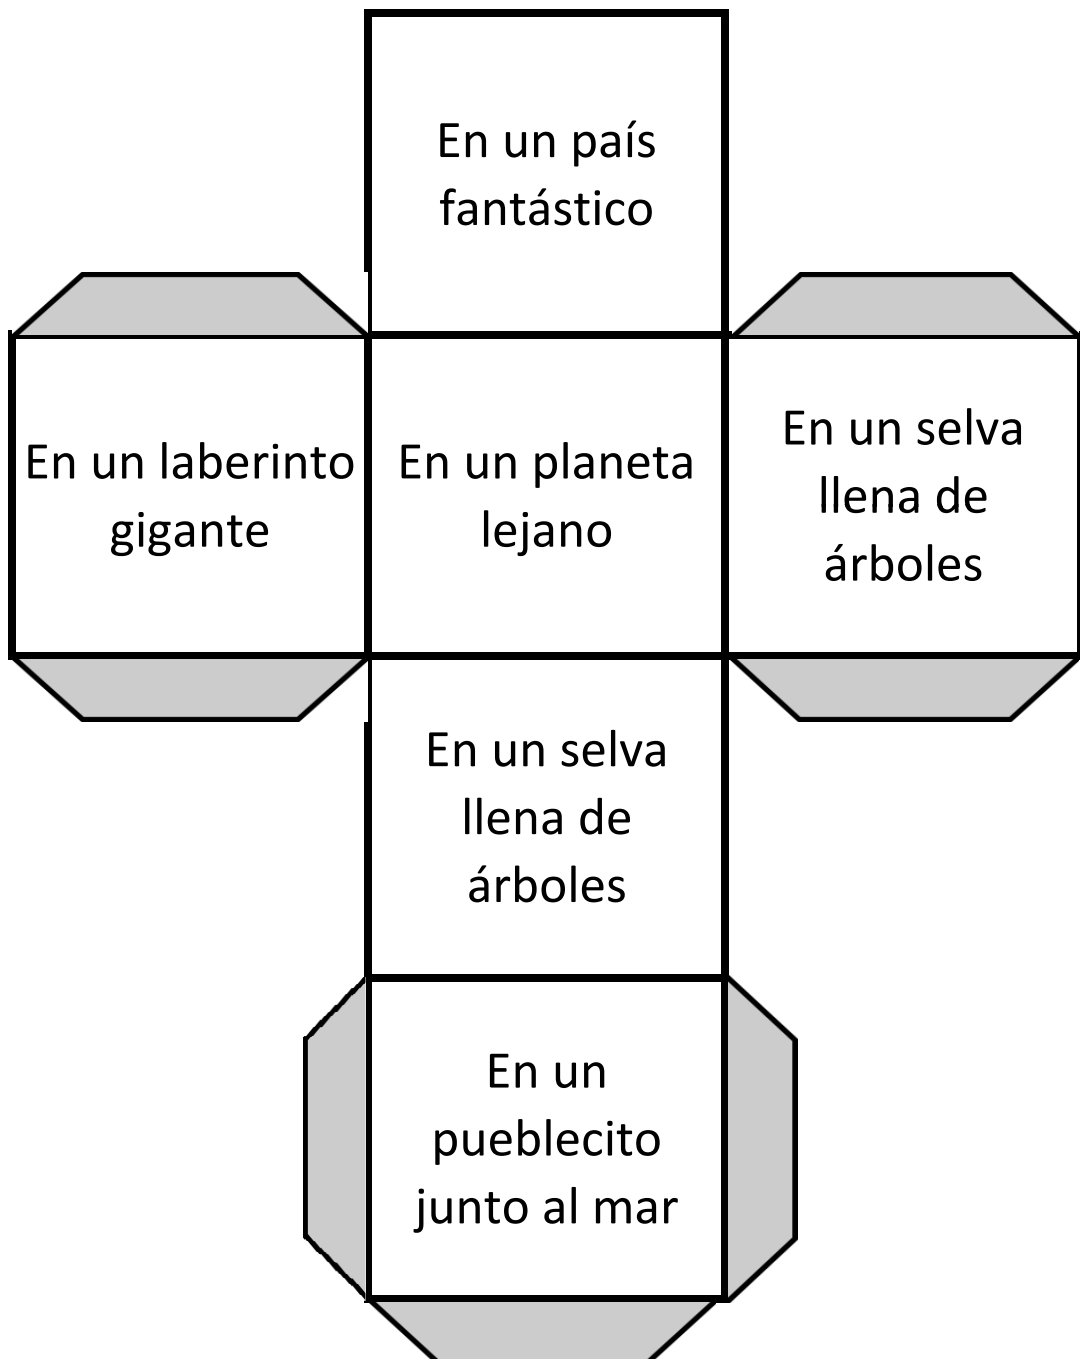 En un país
fantástico
En un laberinto
gigante
En un planeta
lejano
En un selva
llena de
árboles
En un selva
llena de
árboles
En un
pueblecito
junto al mar